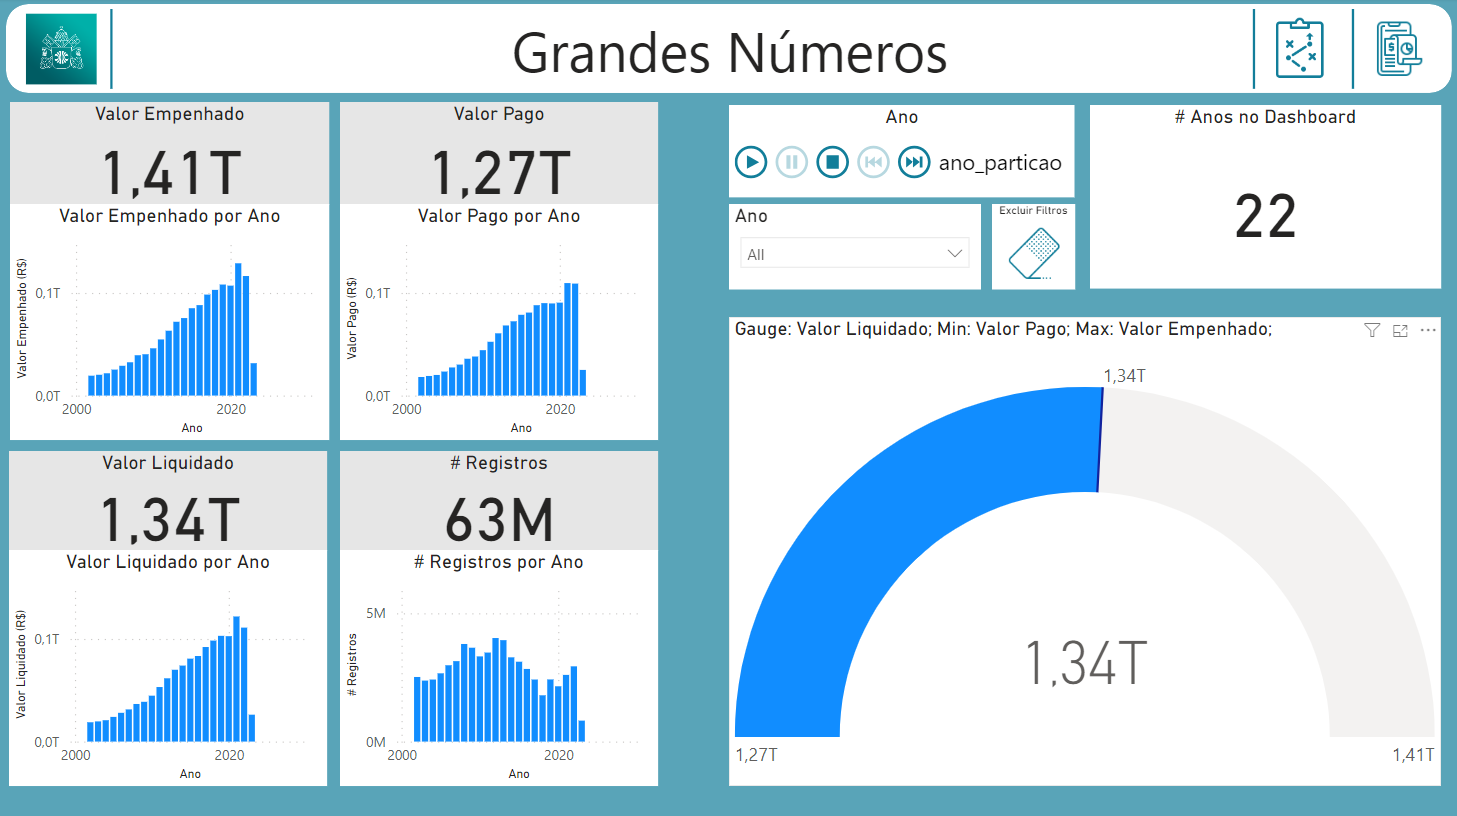 Grandes Números
Valor Empenhado
1,41T
Valor Empenhado por Ano
Valor Empenhado (R$)
0,1T
0,0T
2000
2020
Ano
Valor Pago
1,27T
Valor Pago por Ano
Valor Pago (R$)
0,1T
0,0T
2000
2020
Ano
Valor Liquidado
1,34T
Valor Liquidado por Ano
Valor Liquidado (R$)
0,1T
0,0T
2000
2020
Ano
# Registros
63M
# Registros por Ano
# Registros
5M
0M
2000
2020
Ano
Ano
ano_particao
Ano
All
Excluir Filtros
# Anos no Dashboard
22
Gauge: Valor Liquidado; Min: Valor Pago; Max: Valor Empenhado;
1,34T
1,34T
1,27T
1,41T